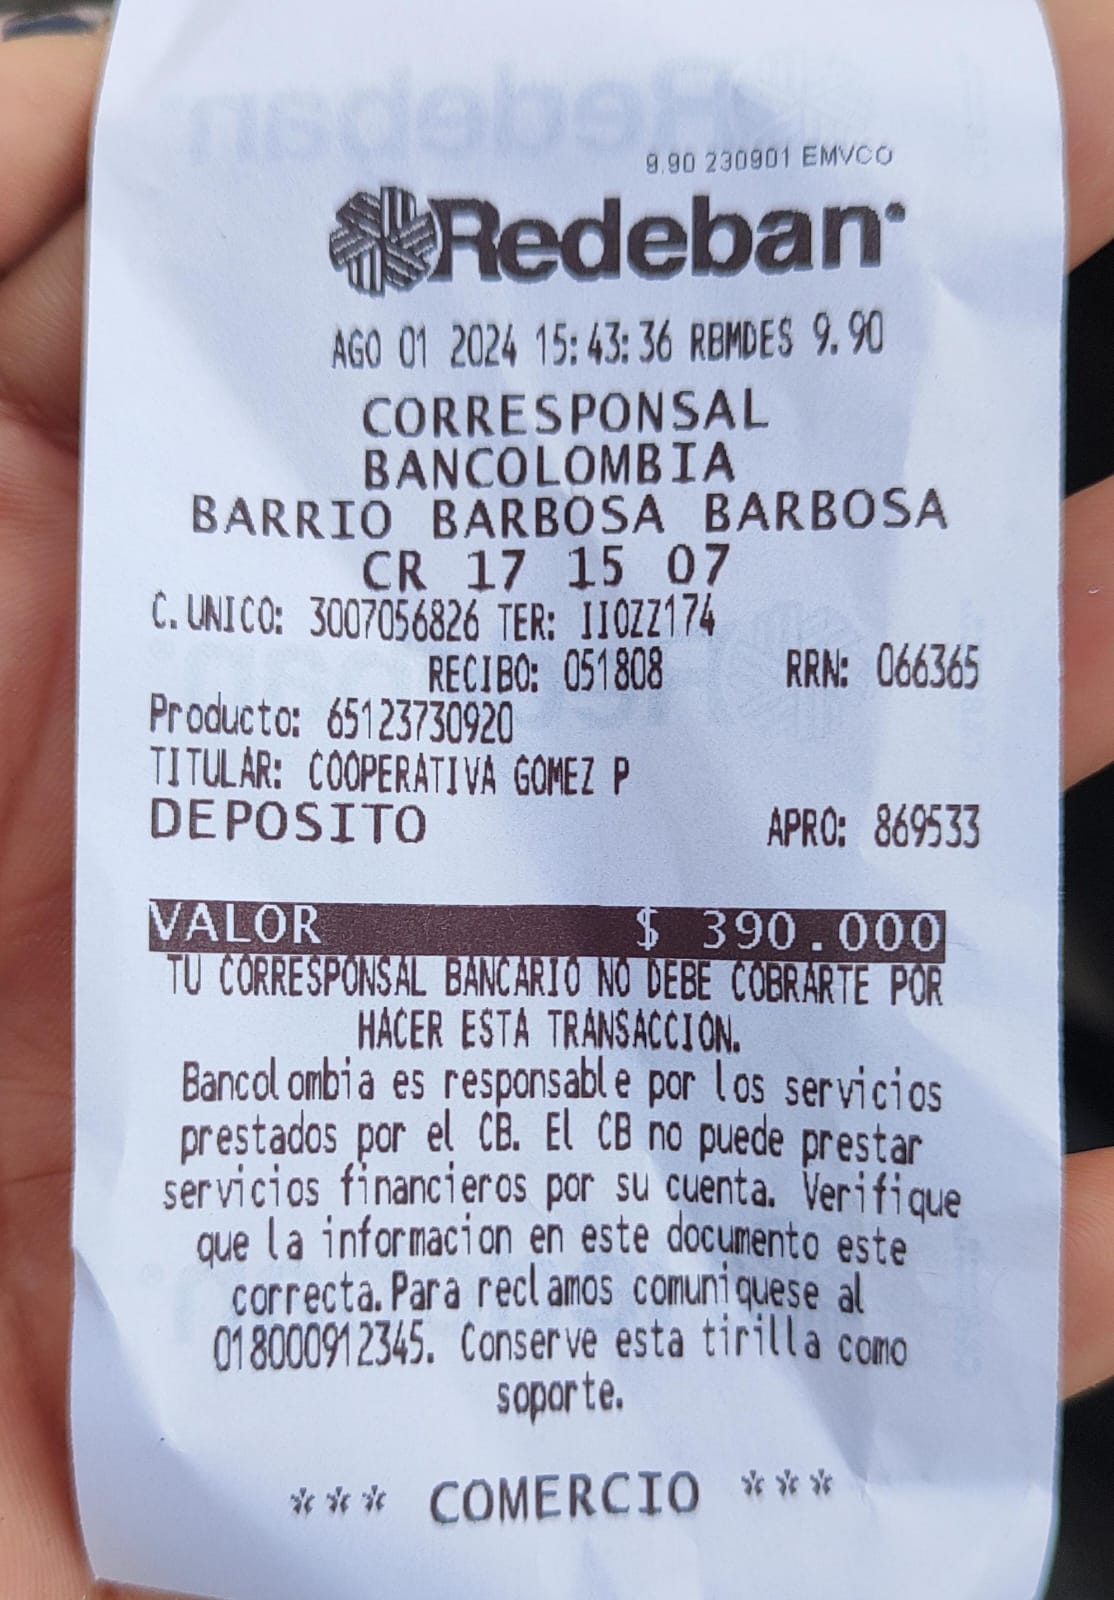 9.90 230901 EMVCO
Redeban
AGO 01 2024 15:43:36 RBMDES 9.90
CORRESPONSAL
BANCOLOMBIA
BARRIO BARBOSA BARBOSA
CR 17 15 07
C. UNICO: 3007056826 TER: IIOZZ174
RECIBO: 051808 RRN: 066365
Producto: 65123730920
TITULAR: COOPERATIVA GOMEZ P
DEPOSITO APRO: 869533
VALOR $ 390.000
TU CORRESPONSAL BANCARIO NO DEBE COBRARTE POR
HACER ESTA TRANSACCION.
Bancolombia es responsable por los servicios
prestados por el CB. El CB no puede prestar
servicios financieros por su cuenta. Verifique
que la informacion en este documento este
correcta. Para reclamos comuniquese al
018000912345. Conserve esta tirilla como
soporte.
*** COMERCIO ***